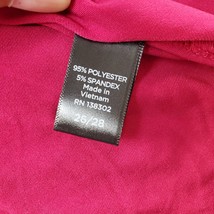 95% POLYESTER
5% SPANDEX
Made in
Vietnam
RN 138302
26/28